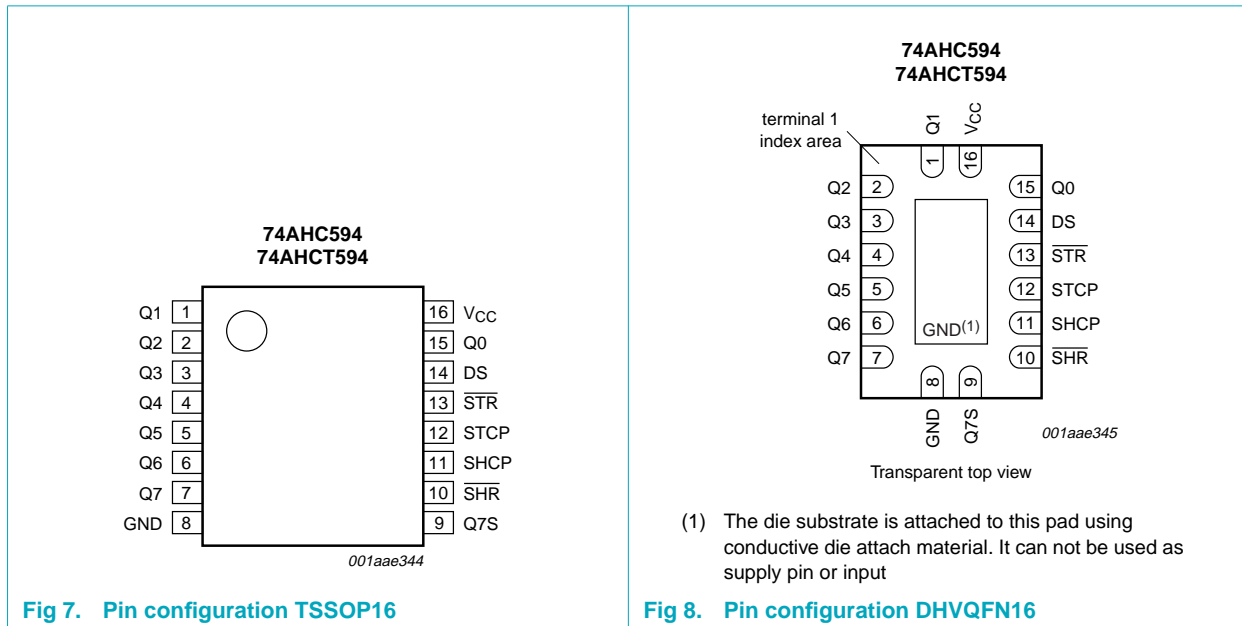 74AHC594
74AHCT594
Q1 1
Q2 2
Q3 3
Q4 4
Q5 5
Q6 6
Q7 7
GND 8
16 VCC
15 Q0
14 DS
13 STR
12 STCP
11 SHCP
10 SHR
9 Q7S
001aae344
Fig 7. Pin configuration TSSOP16
74AHC594
74AHCT594
terminal 1
index area
Q1
VCC
1
16
Q2 2
Q3 3
Q4 4
Q5 5
Q6 6
Q7 7
15 Q0
14 DS
13 STR
12 STCP
11 SHCP
10 SHR
GND(1)
8
9
GND
Q7S
001aae345
Transparent top view
(1) The die substrate is attached to this pad using
conductive die attach material. It can not be used as
supply pin or input
Fig 8. Pin configuration DHVQFN16